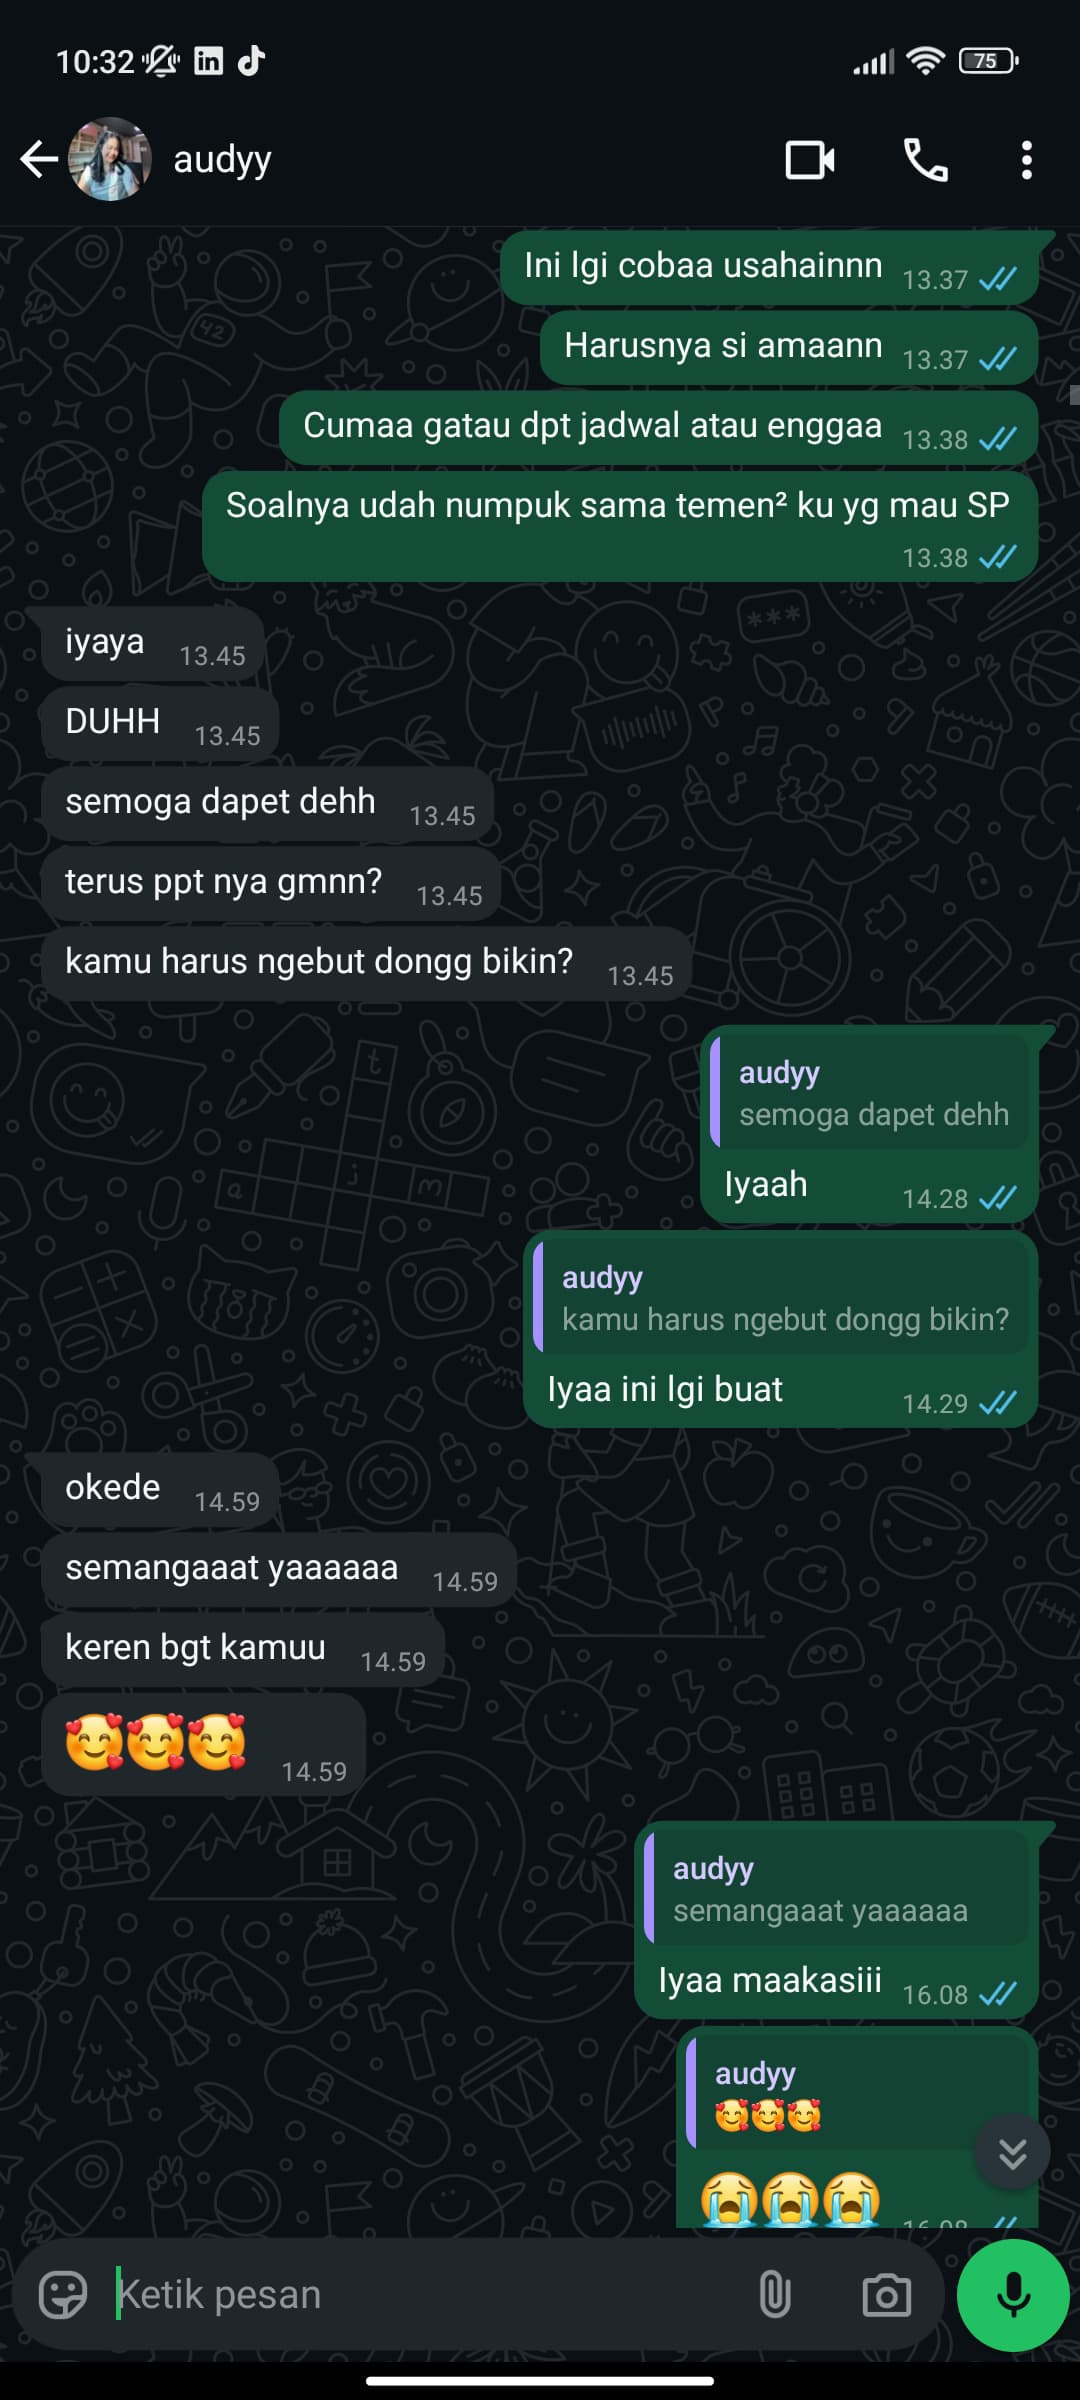 10:32
75
audyy
Ini lgi cobaa usahainnn 13.37
Harusnya si amaann 13.37
Cumaa gatau dpt jadwal atau enggaa 13.38
Soalnya udah numpuk sama temen² ku yg mau SP
13.38
iyaya 13.45
DUHH 13.45
semoga dapet dehh 13.45
terus ppt nya gmnn? 13.45
kamu harus ngebut dongg bikin? 13.45
audyy
semoga dapet dehh
Iyaah 14.28
audyy
kamu harus ngebut dongg bikin?
Iyaa ini lgi buat 14.29
okede 14.59
semangaaat yaaaaaa 14.59
keren bgt kamuu 14.59
🥰🥰🥰 14.59
audyy
semangaaat yaaaaaa
Iyaa maakasiii 16.08
audyy
🥰🥰🥰
😭😭😭
Ketik pesan